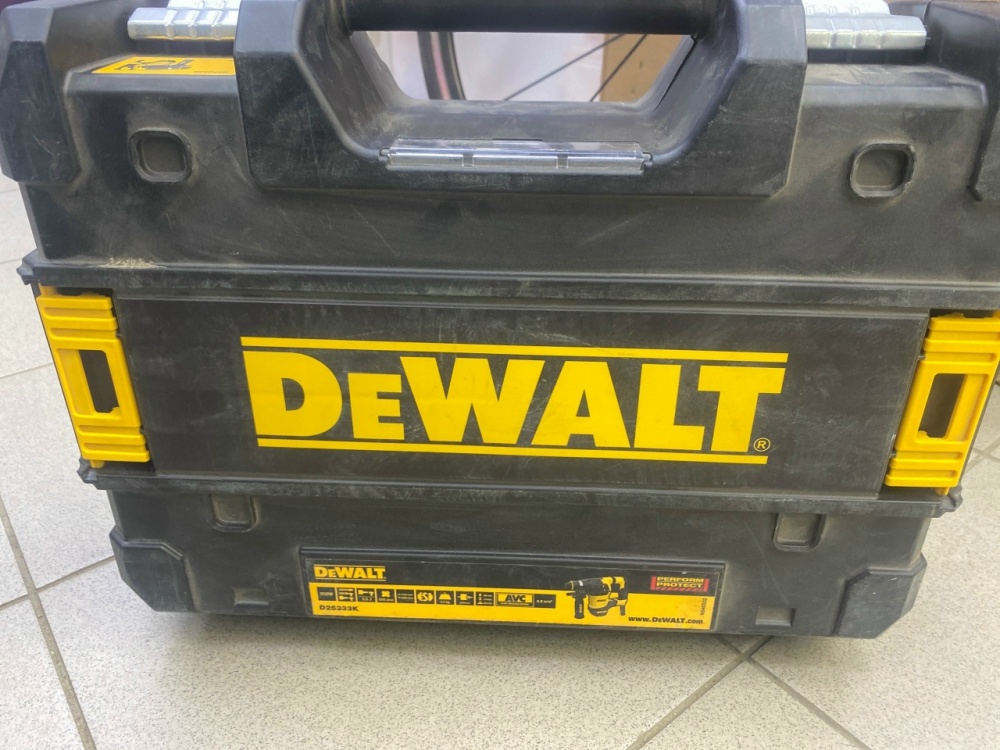 DEWALT
®
DEWALT
PERFORM
PROTECT
AVC
D25333K
www.DEWALT.com